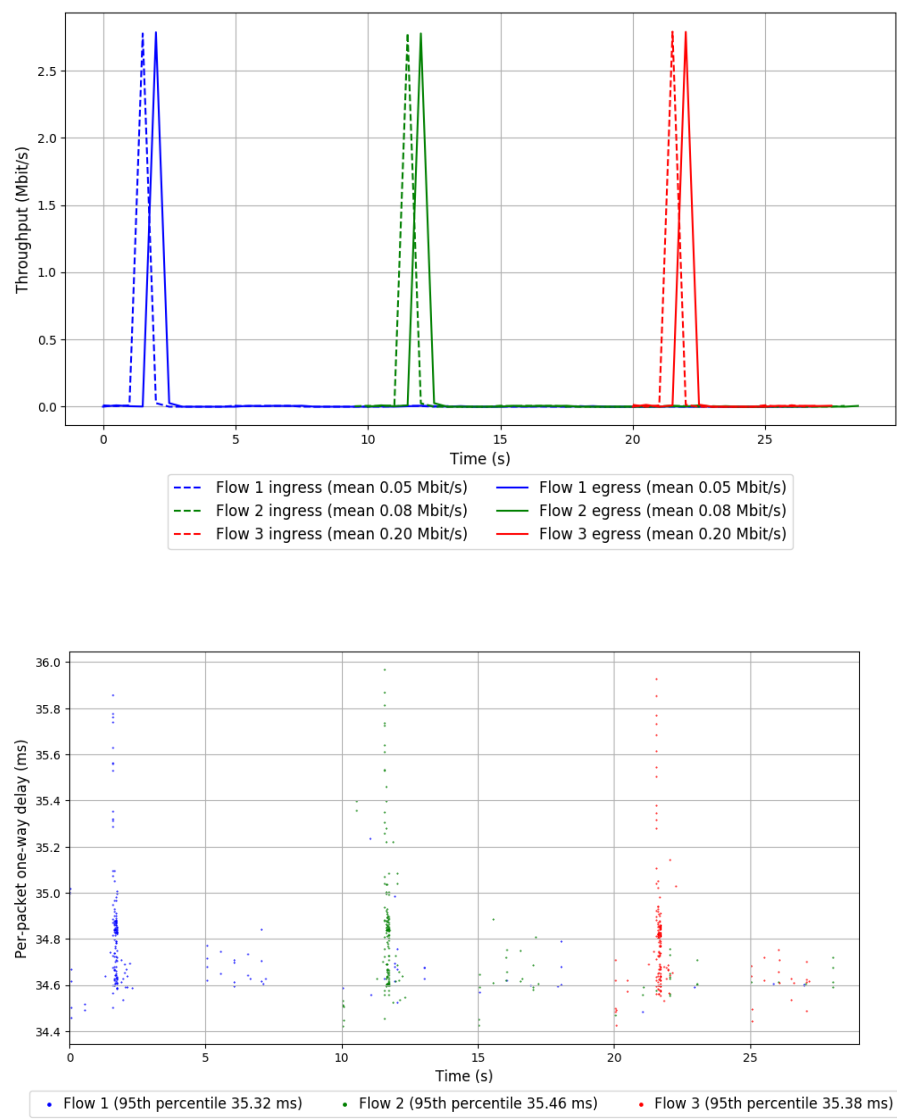 2.5
2.0
1.5
1.0
0.5
0.0
Throughput (Mbit/s)
0 5 10 15 20 25
Time (s)
Flow 1 ingress (mean 0.05 Mbit/s) Flow 1 egress (mean 0.05 Mbit/s)
Flow 2 ingress (mean 0.08 Mbit/s) Flow 2 egress (mean 0.08 Mbit/s)
Flow 3 ingress (mean 0.20 Mbit/s) Flow 3 egress (mean 0.20 Mbit/s)
36.0
35.8
35.6
35.4
35.2
35.0
34.8
34.6
34.4
Per-packet one-way delay (ms)
0 5 10 15 20 25
Time (s)
Flow 1 (95th percentile 35.32 ms) Flow 2 (95th percentile 35.46 ms) Flow 3 (95th percentile 35.38 ms)